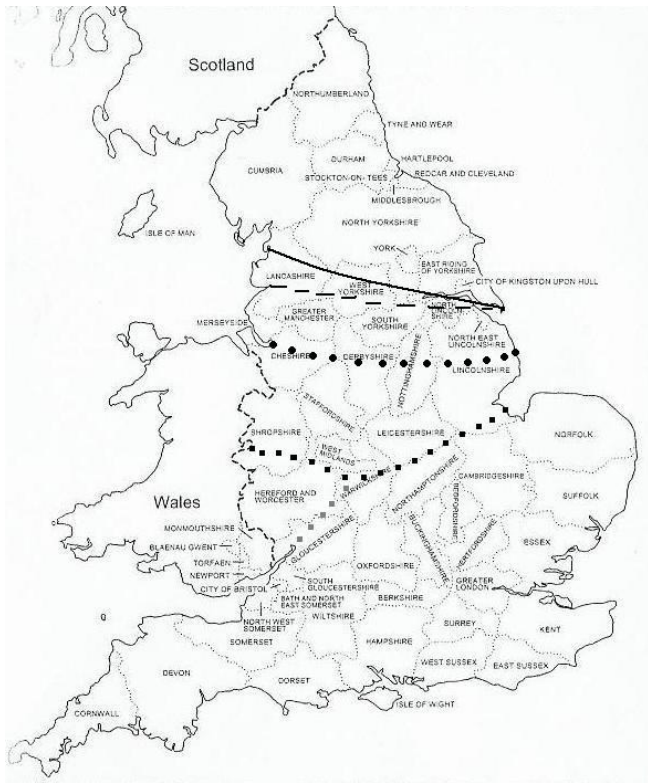 Scotland
NORTHUMBERLAND
TYNE AND WEAR
DURHAM
HARTLEPOOL
CUMBRIA
STOCKTON-ON-TEES
REDCAR AND CLEVELAND
MIDDLESBROUGH
ISLE OF MAN
NORTH YORKSHIRE
YORK
EAST RIDING
OF YORKSHIRE
LANCASHIRE
WEST
YORKSHIRE
CITY OF KINGSTON UPON HULL
GREATER
MANCHESTER
NORTH
LINCOLN-
SHIRE
MERSEYSIDE
SOUTH
YORKSHIRE
NORTH EAST
LINCOLNSHIRE
CHESHIRE
DERBYSHIRE
NOTTINGHAMSHIRE
LINCOLNSHIRE
STAFFORDSHIRE
SHROPSHIRE
LEICESTERSHIRE
NORFOLK
WEST
MIDLANDS
Wales
HEREFORD AND
WORCESTER
WARWICKSHIRE
NORTHAMPTONSHIRE
CAMBRIDGESHIRE
BEDFORDSHIRE
SUFFOLK
MONMOUTHSHIRE
BLAENAU GWENT
TORFAEN
NEWPORT
CITY OF BRISTOL
GLOUCESTERSHIRE
BUCKINGHAMSHIRE
HERTFORDSHIRE
ESSEX
OXFORDSHIRE
SOUTH
GLOUCESTERSHIRE
GREATER
LONDON
BATH AND NORTH
EAST SOMERSET
BERKSHIRE
NORTH WEST
SOMERSET
WILTSHIRE
SURREY
KENT
SOMERSET
HAMPSHIRE
WEST SUSSEX
EAST SUSSEX
DEVON
DORSET
ISLE OF WIGHT
CORNWALL